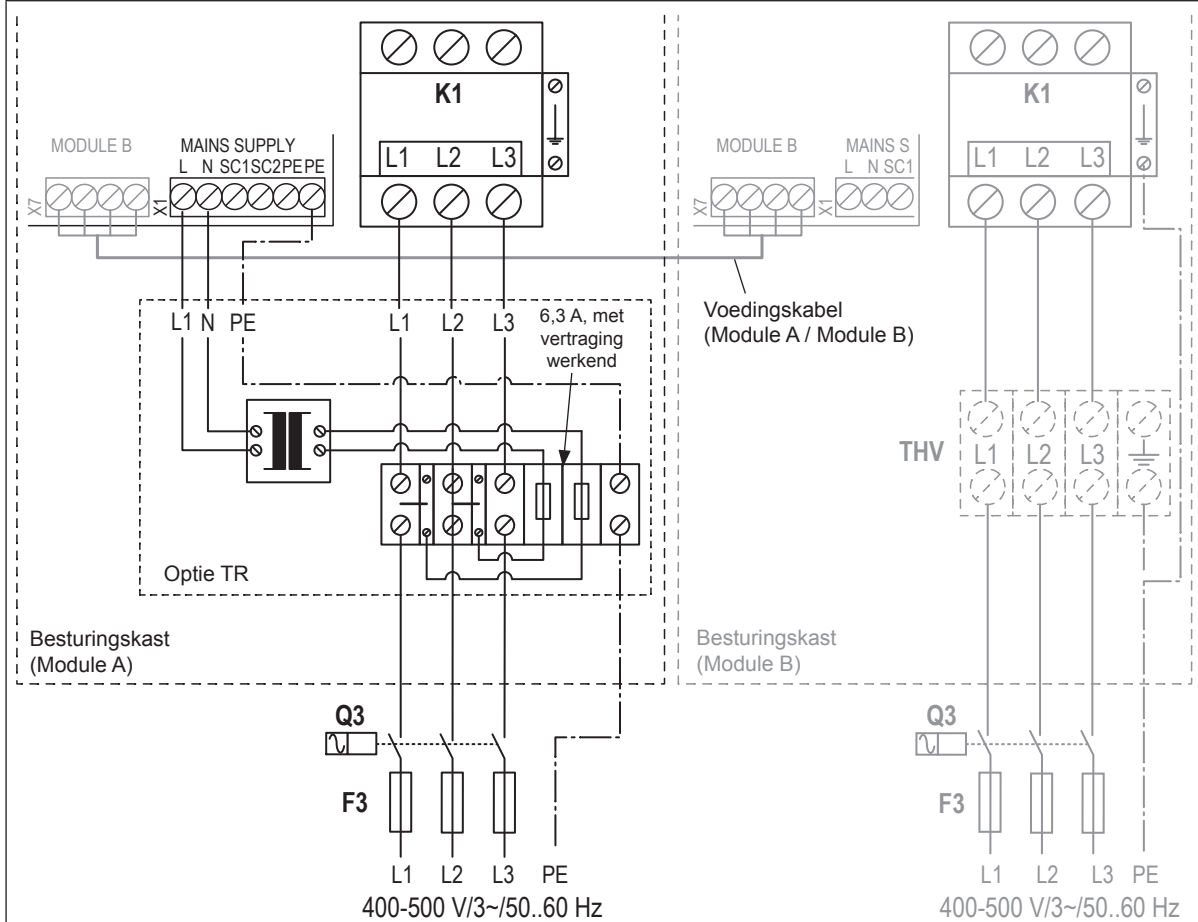 K1
L1 L2 L3
MODULE B
X7
MAINS SUPPLY
L N SC1SC2PEPE
X1
L1 N PE
L1 L2 L3
6,3 A, met
vertraging
werkend
Optie TR
Besturingskast
(Module A)
Q3
F3
L1 L2 L3 PE
400-500 V/3~/50..60 Hz
Voedingskabel
(Module A / Module B)
K1
L1 L2 L3
MODULE B
X7
MAINS S
L N SC1
X1
THV
L1 L2 L3
Besturingskast
(Module B)
Q3
F3
L1 L2 L3 PE
400-500 V/3~/50..60 Hz